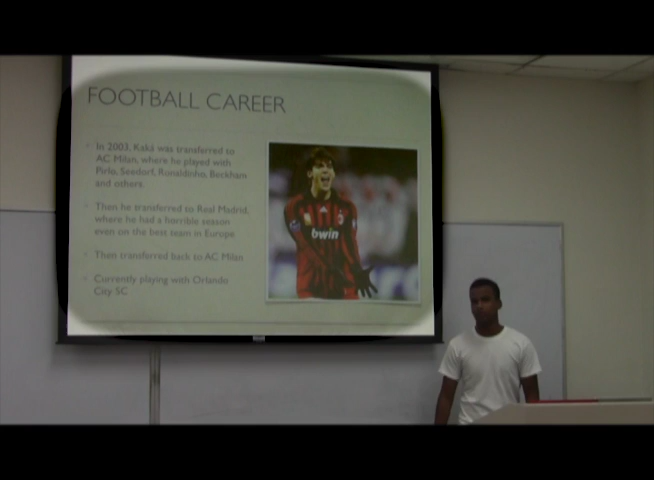 FOOTBALL CAREER
In 2003, Kaká was transferred to
AC Milan, where he played with
Pirlo, Seedorf, Ronaldinho, Beckham
and others.
Then he transferred to Real Madrid,
where he had a horrible season
even on the best team in Europe
Then transferred back to AC Milan
Currently playing with Orlando
City SC
bwin